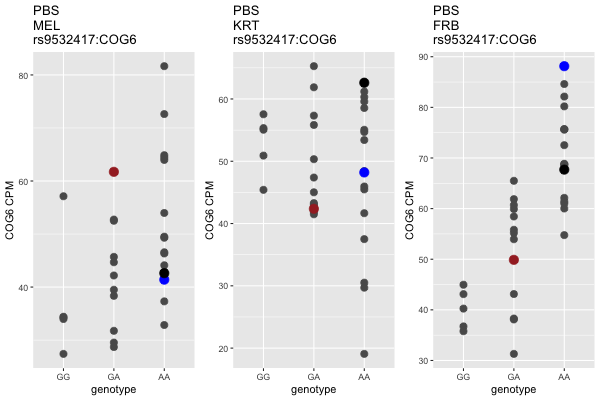 PBS
MEL
rs9532417:COG6
80
60
40
COG6 CPM
GG GA AA
genotype
PBS
KRT
rs9532417:COG6
60
50
40
30
20
COG6 CPM
GG GA AA
genotype
PBS
FRB
rs9532417:COG6
90
80
70
60
50
40
30
COG6 CPM
GG GA AA
genotype